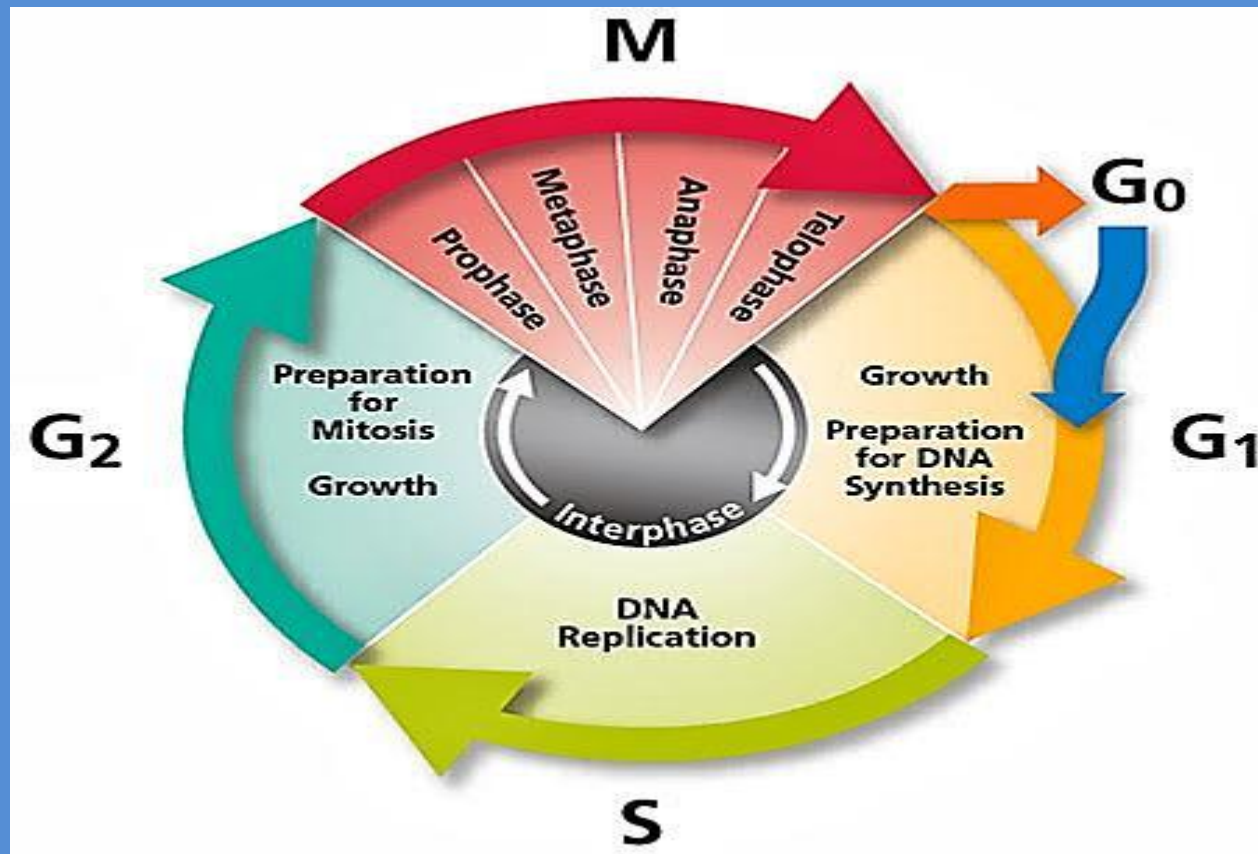 M
Prophase
Metaphase
Anaphase
Telophase
G₀
Growth
Preparation
for DNA
Synthesis
G₁
Interphase
DNA
Replication
S
Preparation
for
Mitosis
Growth
G₂